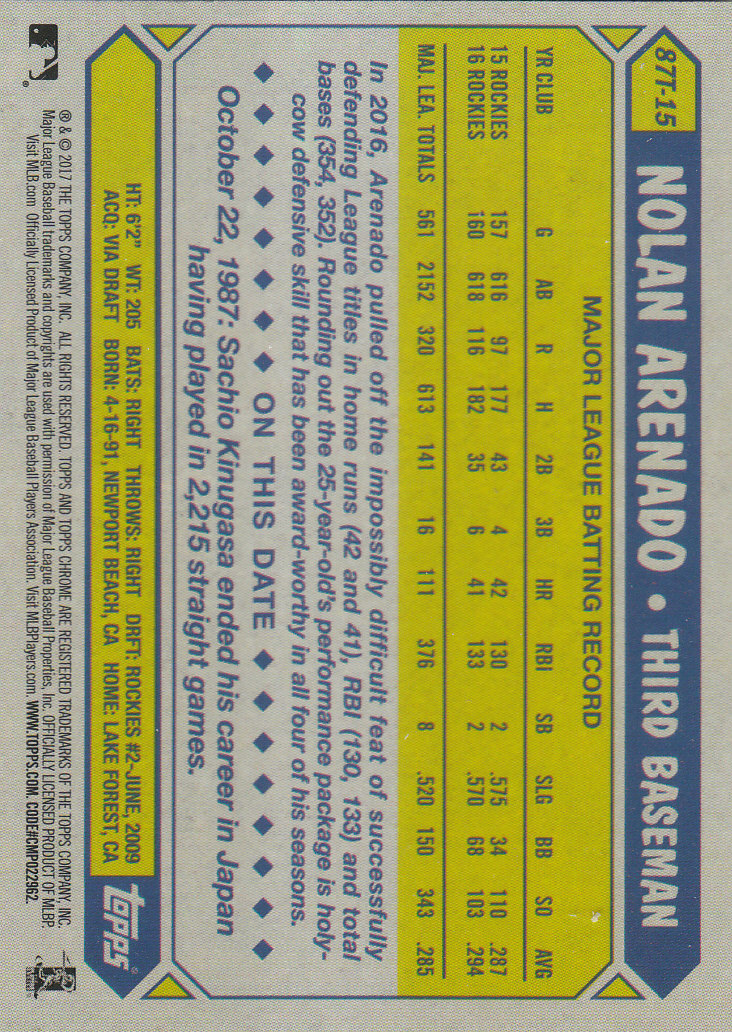 87T-15
NOLAN ARENADO • THIRD BASEMAN
MAJOR LEAGUE BATTING RECORD
YR CLUB G AB R H 2B 3B HR RBI SB SLG BB SO AVG
15 ROCKIES 157 616 97 177 43 4 42 130 2 .575 34 110 .287
16 ROCKIES 160 618 116 182 35 6 41 133 2 .570 68 103 .294
MAJ. LEA. TOTALS 561 2152 320 613 141 16 111 376 8 .520 150 343 .285
In 2016, Arenado pulled off the impossibly difficult feat of successfully
defending League titles in home runs (42 and 41), RBI (130, 133) and total
bases (354, 352). Rounding out the 25-year-old's performance package is holy-
cow defensive skill that has been award-worthy in all four of his seasons.
◆ ◆ ◆ ◆ ◆ ◆ ◆ ◆ ON THIS DATE ◆ ◆ ◆ ◆ ◆ ◆ ◆ ◆
October 22, 1987: Sachio Kinugasa ended his career in Japan
having played in 2,215 straight games.
HT: 6'2" WT: 205 BATS: RIGHT THROWS: RIGHT DRFT: ROCKIES #2-JUNE, 2009
ACQ: VIA DRAFT BORN: 4-16-91, NEWPORT BEACH, CA HOME: LAKE FOREST, CA
topps®
® & © 2017 THE TOPPS COMPANY, INC. ALL RIGHTS RESERVED. TOPPS AND TOPPS CHROME ARE REGISTERED TRADEMARKS OF THE TOPPS COMPANY, INC.
Major League Baseball trademarks and copyrights are used with permission of Major League Baseball Properties, Inc. OFFICIALLY LICENSED PRODUCT OF MLBP.
Visit MLB.com Officially Licensed Product of Major League Baseball Players Association. Visit MLBPlayers.com. WWW.TOPPS.COM. CODE#CMP022962.